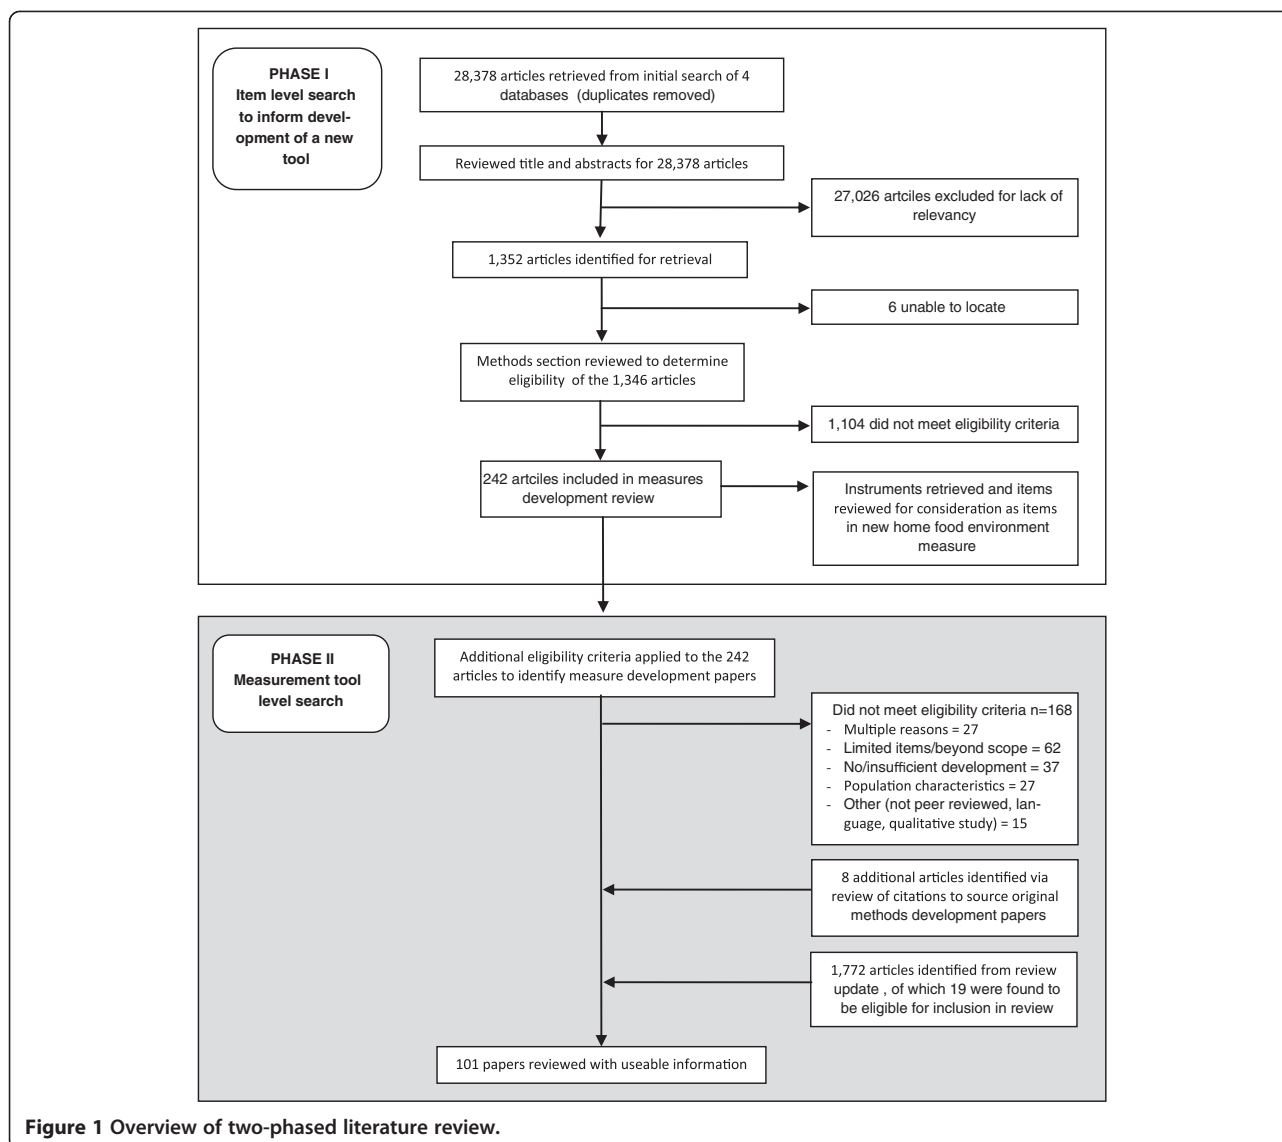 PHASE I
Item level search
to inform devel-
opment of a new
tool
28,378 articles retrieved from initial search of 4
databases (duplicates removed)
Reviewed title and abstracts for 28,378 articles
27,026 artciles excluded for lack of
relevancy
1,352 articles identified for retrieval
6 unable to locate
Methods section reviewed to determine
eligibility of the 1,346 articles
1,104 did not meet eligibility criteria
242 artciles included in measures
development review
Instruments retrieved and items
reviewed for consideration as items
in new home food environment
measure
PHASE II
Measurement tool
level search
Additional eligibility criteria applied to the 242
articles to identify measure development papers
Did not meet eligibility criteria n=168
- Multiple reasons = 27
- Limited items/beyond scope = 62
- No/insufficient development = 37
- Population characteristics = 27
- Other (not peer reviewed, lan-
guage, qualitative study) = 15
8 additional articles identified via
review of citations to source original
methods development papers
1,772 articles identified from review
update , of which 19 were found to
be eligible for inclusion in review
101 papers reviewed with useable information
Figure 1 Overview of two-phased literature review.